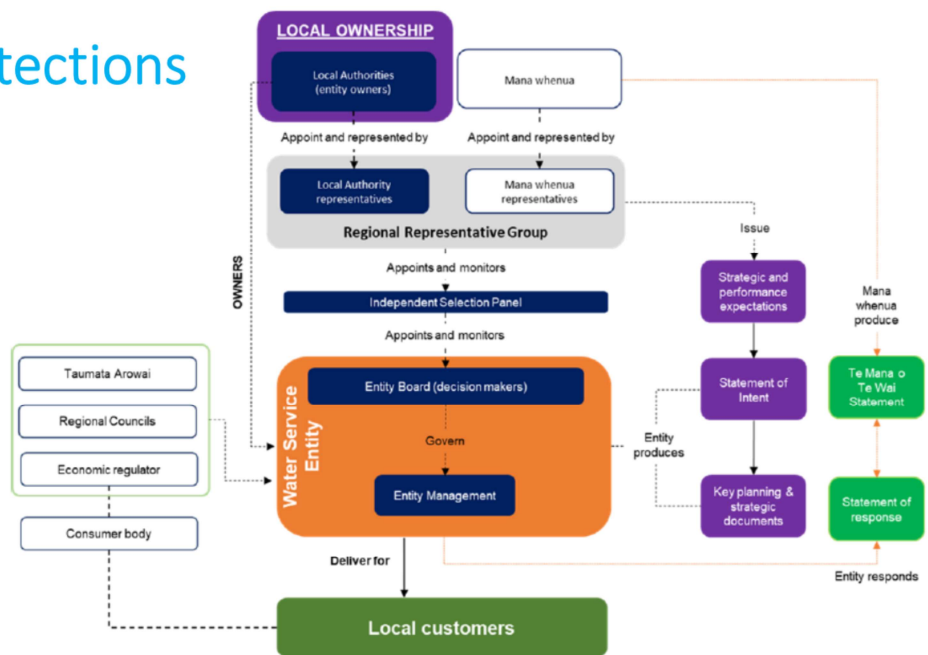 tections
LOCAL OWNERSHIP
Local Authorities
(entity owners)
Mana whenua
Appoint and represented by
Appoint and represented by
Local Authority
representatives
Mana whenua
representatives
Regional Representative Group
Issue
Appoints and monitors
Independent Selection Panel
Appoints and monitors
OWNERS
Strategic and
performance
expectations
Mana
whenua
produce
Taumata Arowai
Regional Councils
Economic regulator
Consumer body
Water Service
Entity
Entity Board (decision makers)
Govern
Entity Management
Entity
produces
Statement of
Intent
Te Mana o
Te Wai
Statement
Key planning &
strategic
documents
Statement of
response
Deliver for
Entity responds
Local customers